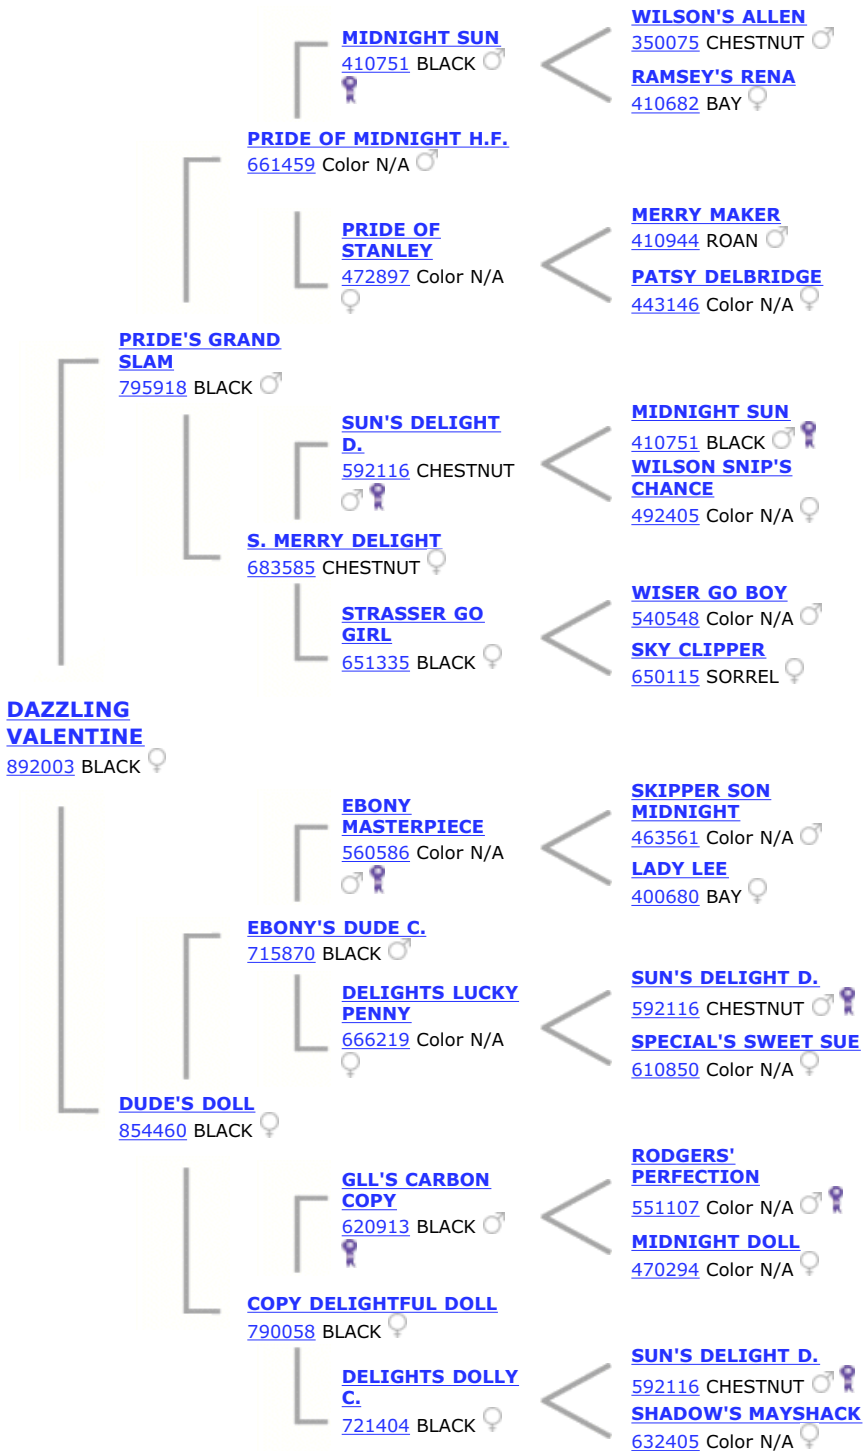 WILSON'S ALLEN
350075 CHESTNUT
MIDNIGHT SUN
410751 BLACK
RAMSEY'S RENA
410682 BAY
PRIDE OF MIDNIGHT H.F.
661459 Color N/A
MERRY MAKER
410944 ROAN
PRIDE OF
STANLEY
472897 Color N/A
PATSY DELBRIDGE
443146 Color N/A
PRIDE'S GRAND
SLAM
795918 BLACK
MIDNIGHT SUN
410751 BLACK
SUN'S DELIGHT
D.
592116 CHESTNUT
WILSON SNIP'S
CHANCE
492405 Color N/A
S. MERRY DELIGHT
683585 CHESTNUT
WISER GO BOY
540548 Color N/A
STRASSER GO
GIRL
651335 BLACK
SKY CLIPPER
650115 SORREL
DAZZLING
VALENTINE
892003 BLACK
SKIPPER SON
MIDNIGHT
463561 Color N/A
EBONY
MASTERPIECE
560586 Color N/A
LADY LEE
400680 BAY
EBONY'S DUDE C.
715870 BLACK
SUN'S DELIGHT D.
592116 CHESTNUT
DELIGHTS LUCKY
PENNY
666219 Color N/A
SPECIAL'S SWEET SUE
610850 Color N/A
DUDE'S DOLL
854460 BLACK
RODGERS'
PERFECTION
551107 Color N/A
GLL'S CARBON
COPY
620913 BLACK
MIDNIGHT DOLL
470294 Color N/A
COPY DELIGHTFUL DOLL
790058 BLACK
SUN'S DELIGHT D.
592116 CHESTNUT
DELIGHTS DOLLY
C.
721404 BLACK
SHADOW'S MAYSHACK
632405 Color N/A